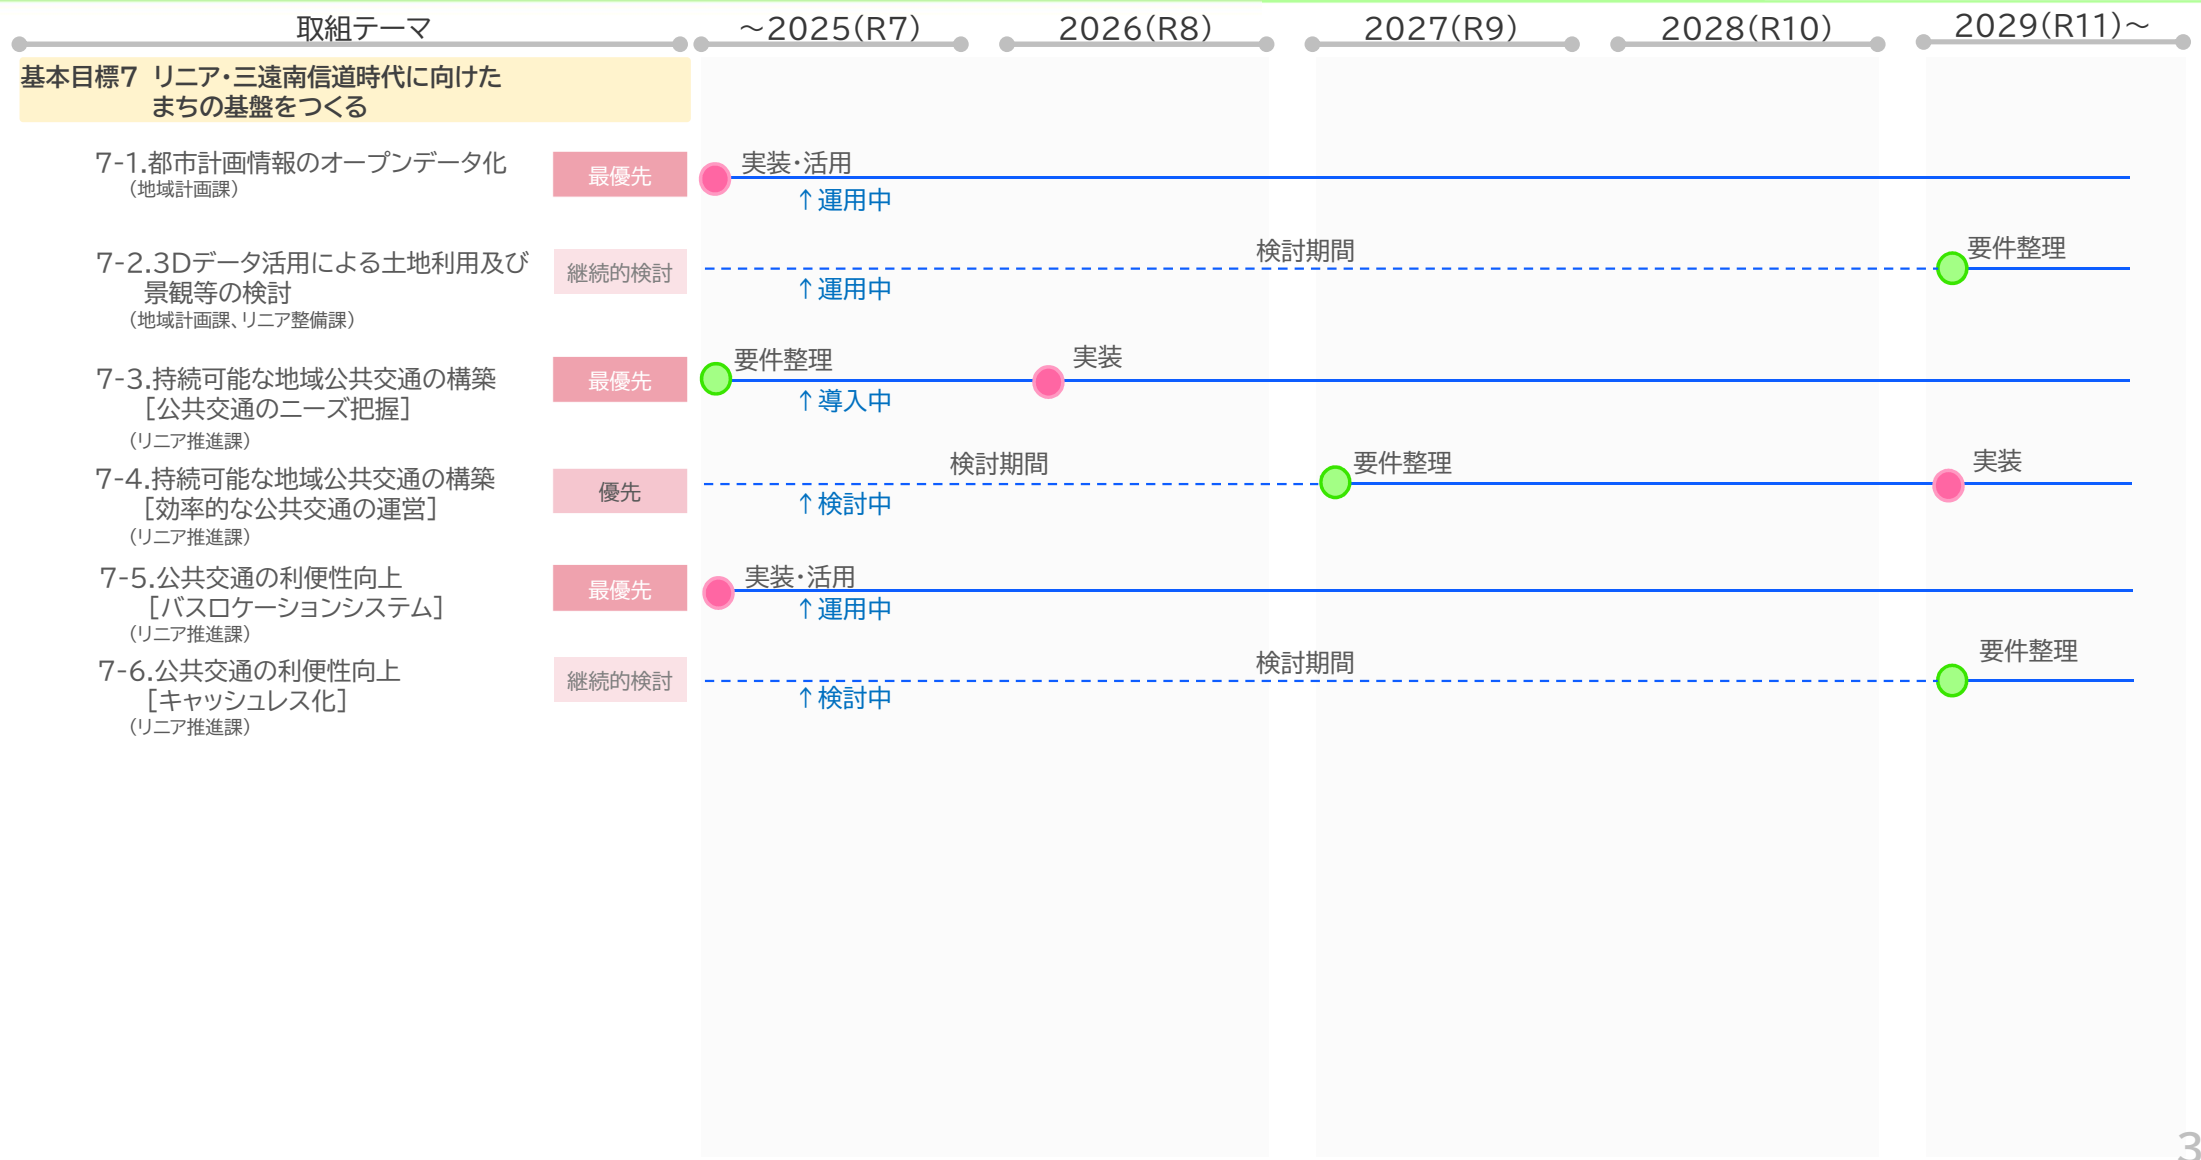 取組テーマ
～2025(R7)
2026(R8)
2027(R9)
2028(R10)
2029(R11)～
基本目標7 リニア・三遠南信道時代に向けた
まちの基盤をつくる
7-1.都市計画情報のオープンデータ化
（地域計画課）
最優先
実装・活用
↑運用中
7-2.3Dデータ活用による土地利用及び
景観等の検討
（地域計画課、リニア整備課）
継続的検討
検討期間
↑運用中
要件整理
7-3.持続可能な地域公共交通の構築
［公共交通のニーズ把握］
（リニア推進課）
最優先
要件整理
↑導入中
実装
7-4.持続可能な地域公共交通の構築
［効率的な公共交通の運営］
（リニア推進課）
優先
検討期間
↑検討中
要件整理
実装
7-5.公共交通の利便性向上
［バスロケーションシステム］
（リニア推進課）
最優先
実装・活用
↑運用中
7-6.公共交通の利便性向上
［キャッシュレス化］
（リニア推進課）
継続的検討
検討期間
↑検討中
要件整理
3